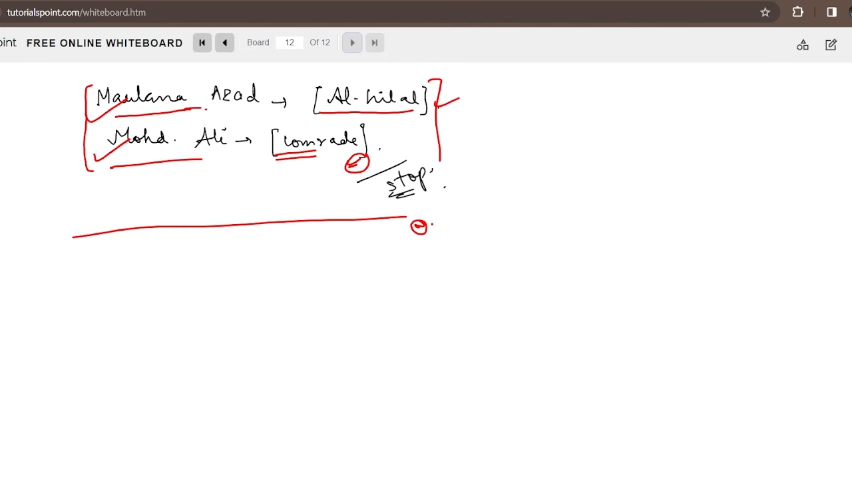 tutorialspoint.com/whiteboard.htm
oint FREE ONLINE WHITEBOARD Board 12 Of 12
Maulana Azad → [Al-hilal]
Mohd. Ali → [Comrade].
stop